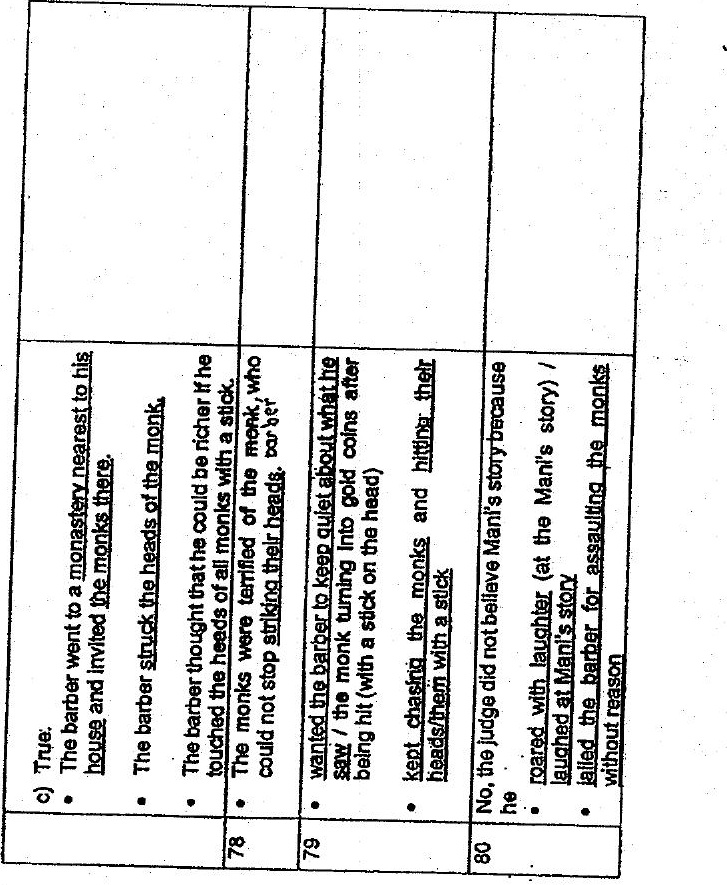 c) True:
• The barber went to a monastery nearest to his
house and invited the monks there.
• The barber struck the heads of the monk.
• The barber thought that he could be richer if he
touched the heads of all monks with a stick.
78 • The monks were terrified of the monk, who
could not stop striking their heads. barber
79 • wanted the barber to keep quiet about what he
saw / the monk turning into gold coins after
being hit (with a stick on the head)
• kept chasing the monks and hitting their
heads/them with a stick
80 No, the judge did not believe Mani's story because
he
• roared with laughter (at the Mani's story) /
laughed at Mani's story
• jailed the barber for assaulting the monks
without reason